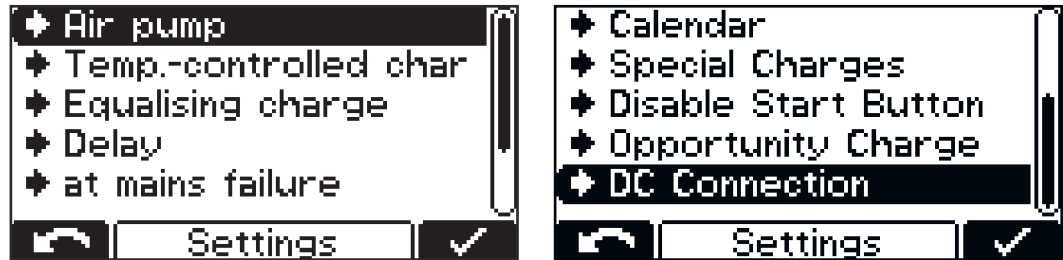 Air pump
Temp.-controlled char
Equalising charge
Delay
at mains failure
Settings
Calendar
Special Charges
Disable Start Button
Opportunity Charge
DC Connection
Settings